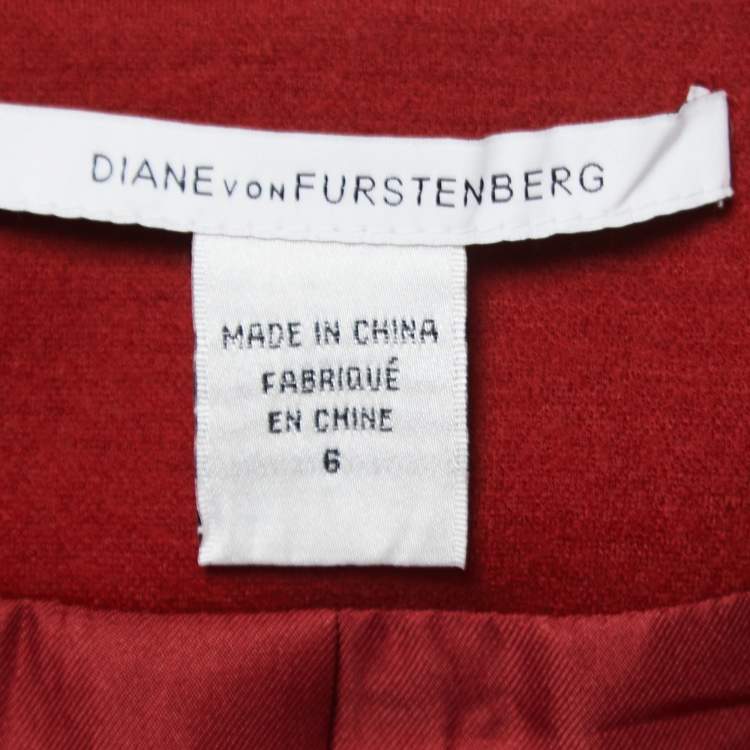 DIANE VON FURSTENBERG
MADE IN CHINA
FABRIQUÉ
EN CHINE
6